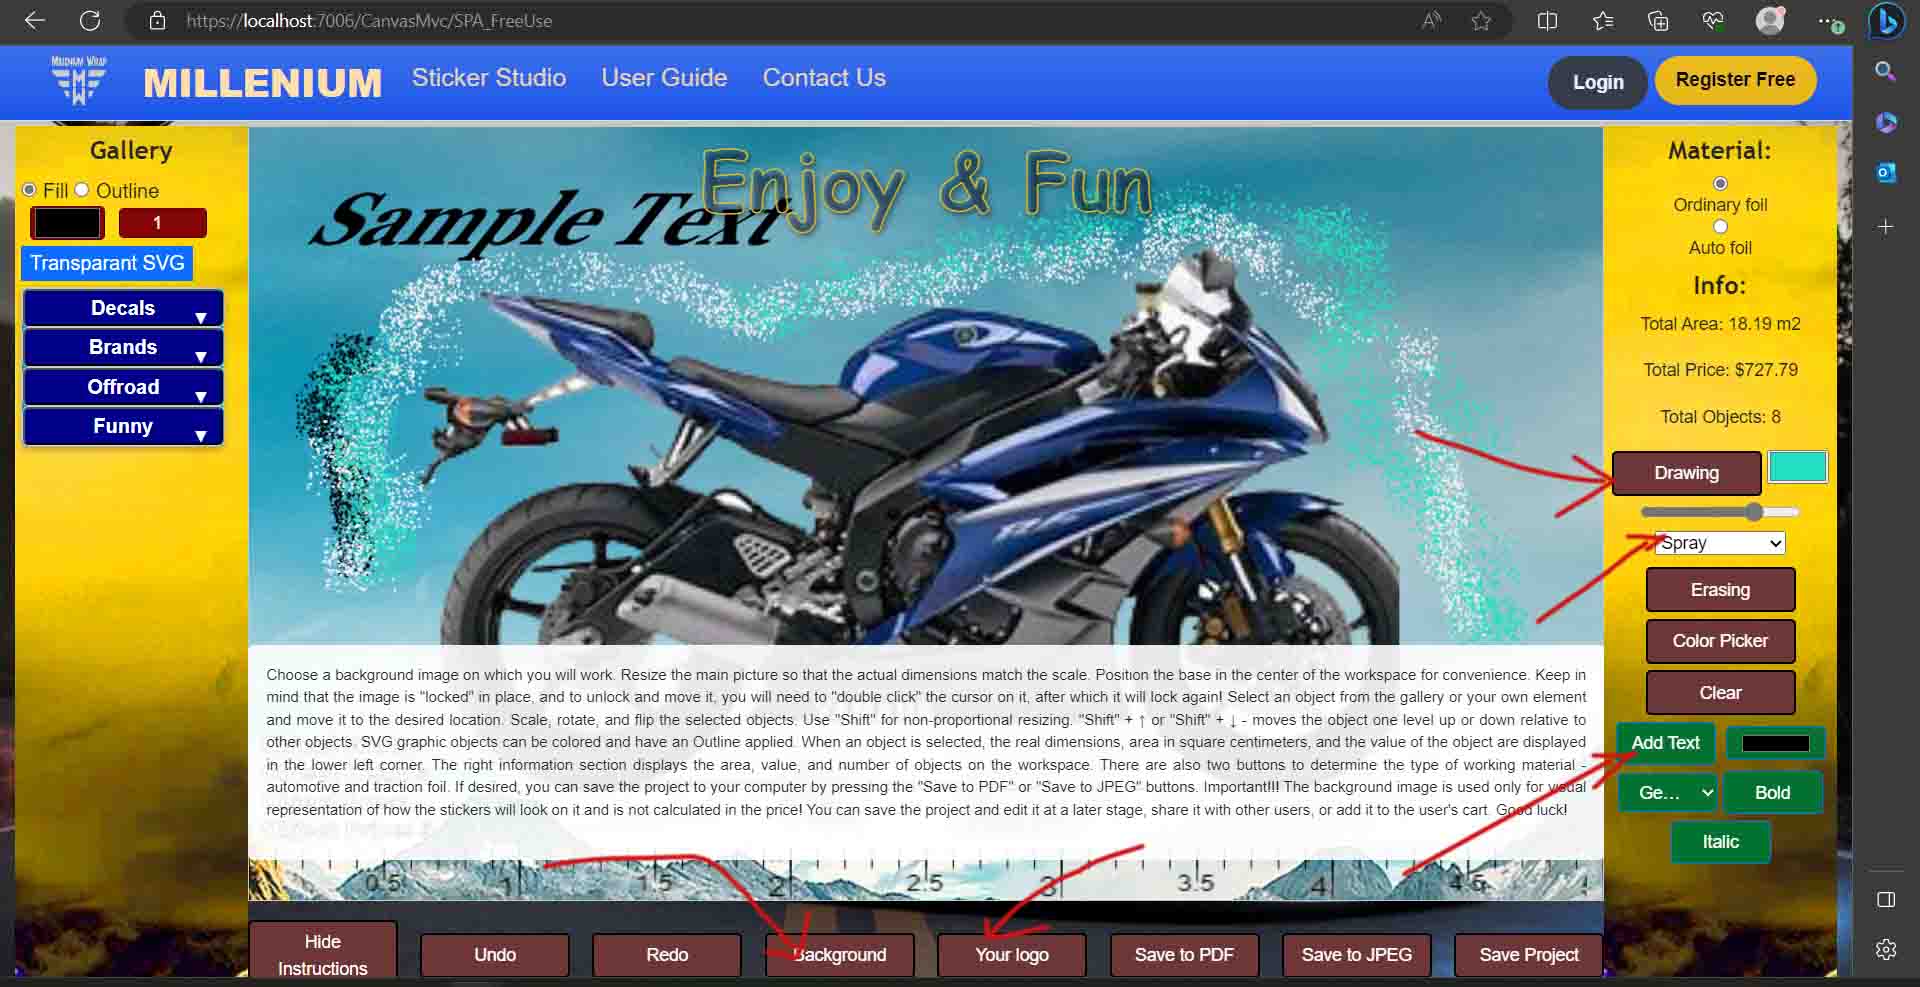 https://localhost:7006/CanvasMvc/SPA_FreeUse
MILLENIUM WRAP
MILLENIUM
Sticker Studio
User Guide
Contact Us
Login
Register Free
Gallery
Fill
Outline
1
Transparant SVG
Decals
Brands
Offroad
Funny
Enjoy & Fun
Sample Text
Material:
Ordinary foil
Auto foil
Info:
Total Area: 18.19 m2
Total Price: $727.79
Total Objects: 8
Drawing
Spray
Erasing
Color Picker
Clear
Add Text
Ge...
Bold
Italic
Choose a background image on which you will work. Resize the main picture so that the actual dimensions match the scale. Position the base in the center of the workspace for convenience. Keep in
mind that the image is "locked" in place, and to unlock and move it, you will need to "double click" the cursor on it, after which it will lock again! Select an object from the gallery or your own element
and move it to the desired location. Scale, rotate, and flip the selected objects. Use "Shift" for non-proportional resizing. "Shift" + ↑ or "Shift" + ↓ - moves the object one level up or down relative to
other objects. SVG graphic objects can be colored and have an Outline applied. When an object is selected, the real dimensions, area in square centimeters, and the value of the object are displayed
in the lower left corner. The right information section displays the area, value, and number of objects on the workspace. There are also two buttons to determine the type of working material -
automotive and traction foil. If desired, you can save the project to your computer by pressing the "Save to PDF" or "Save to JPEG" buttons. Important!!! The background image is used only for visual
representation of how the stickers will look on it and is not calculated in the price! You can save the project and edit it at a later stage, share it with other users, or add it to the user's cart. Good luck!
0.5 1 1.5 2 2.5 3 3.5 4 4.5
Hide Instructions
Undo
Redo
Background
Your logo
Save to PDF
Save to JPEG
Save Project